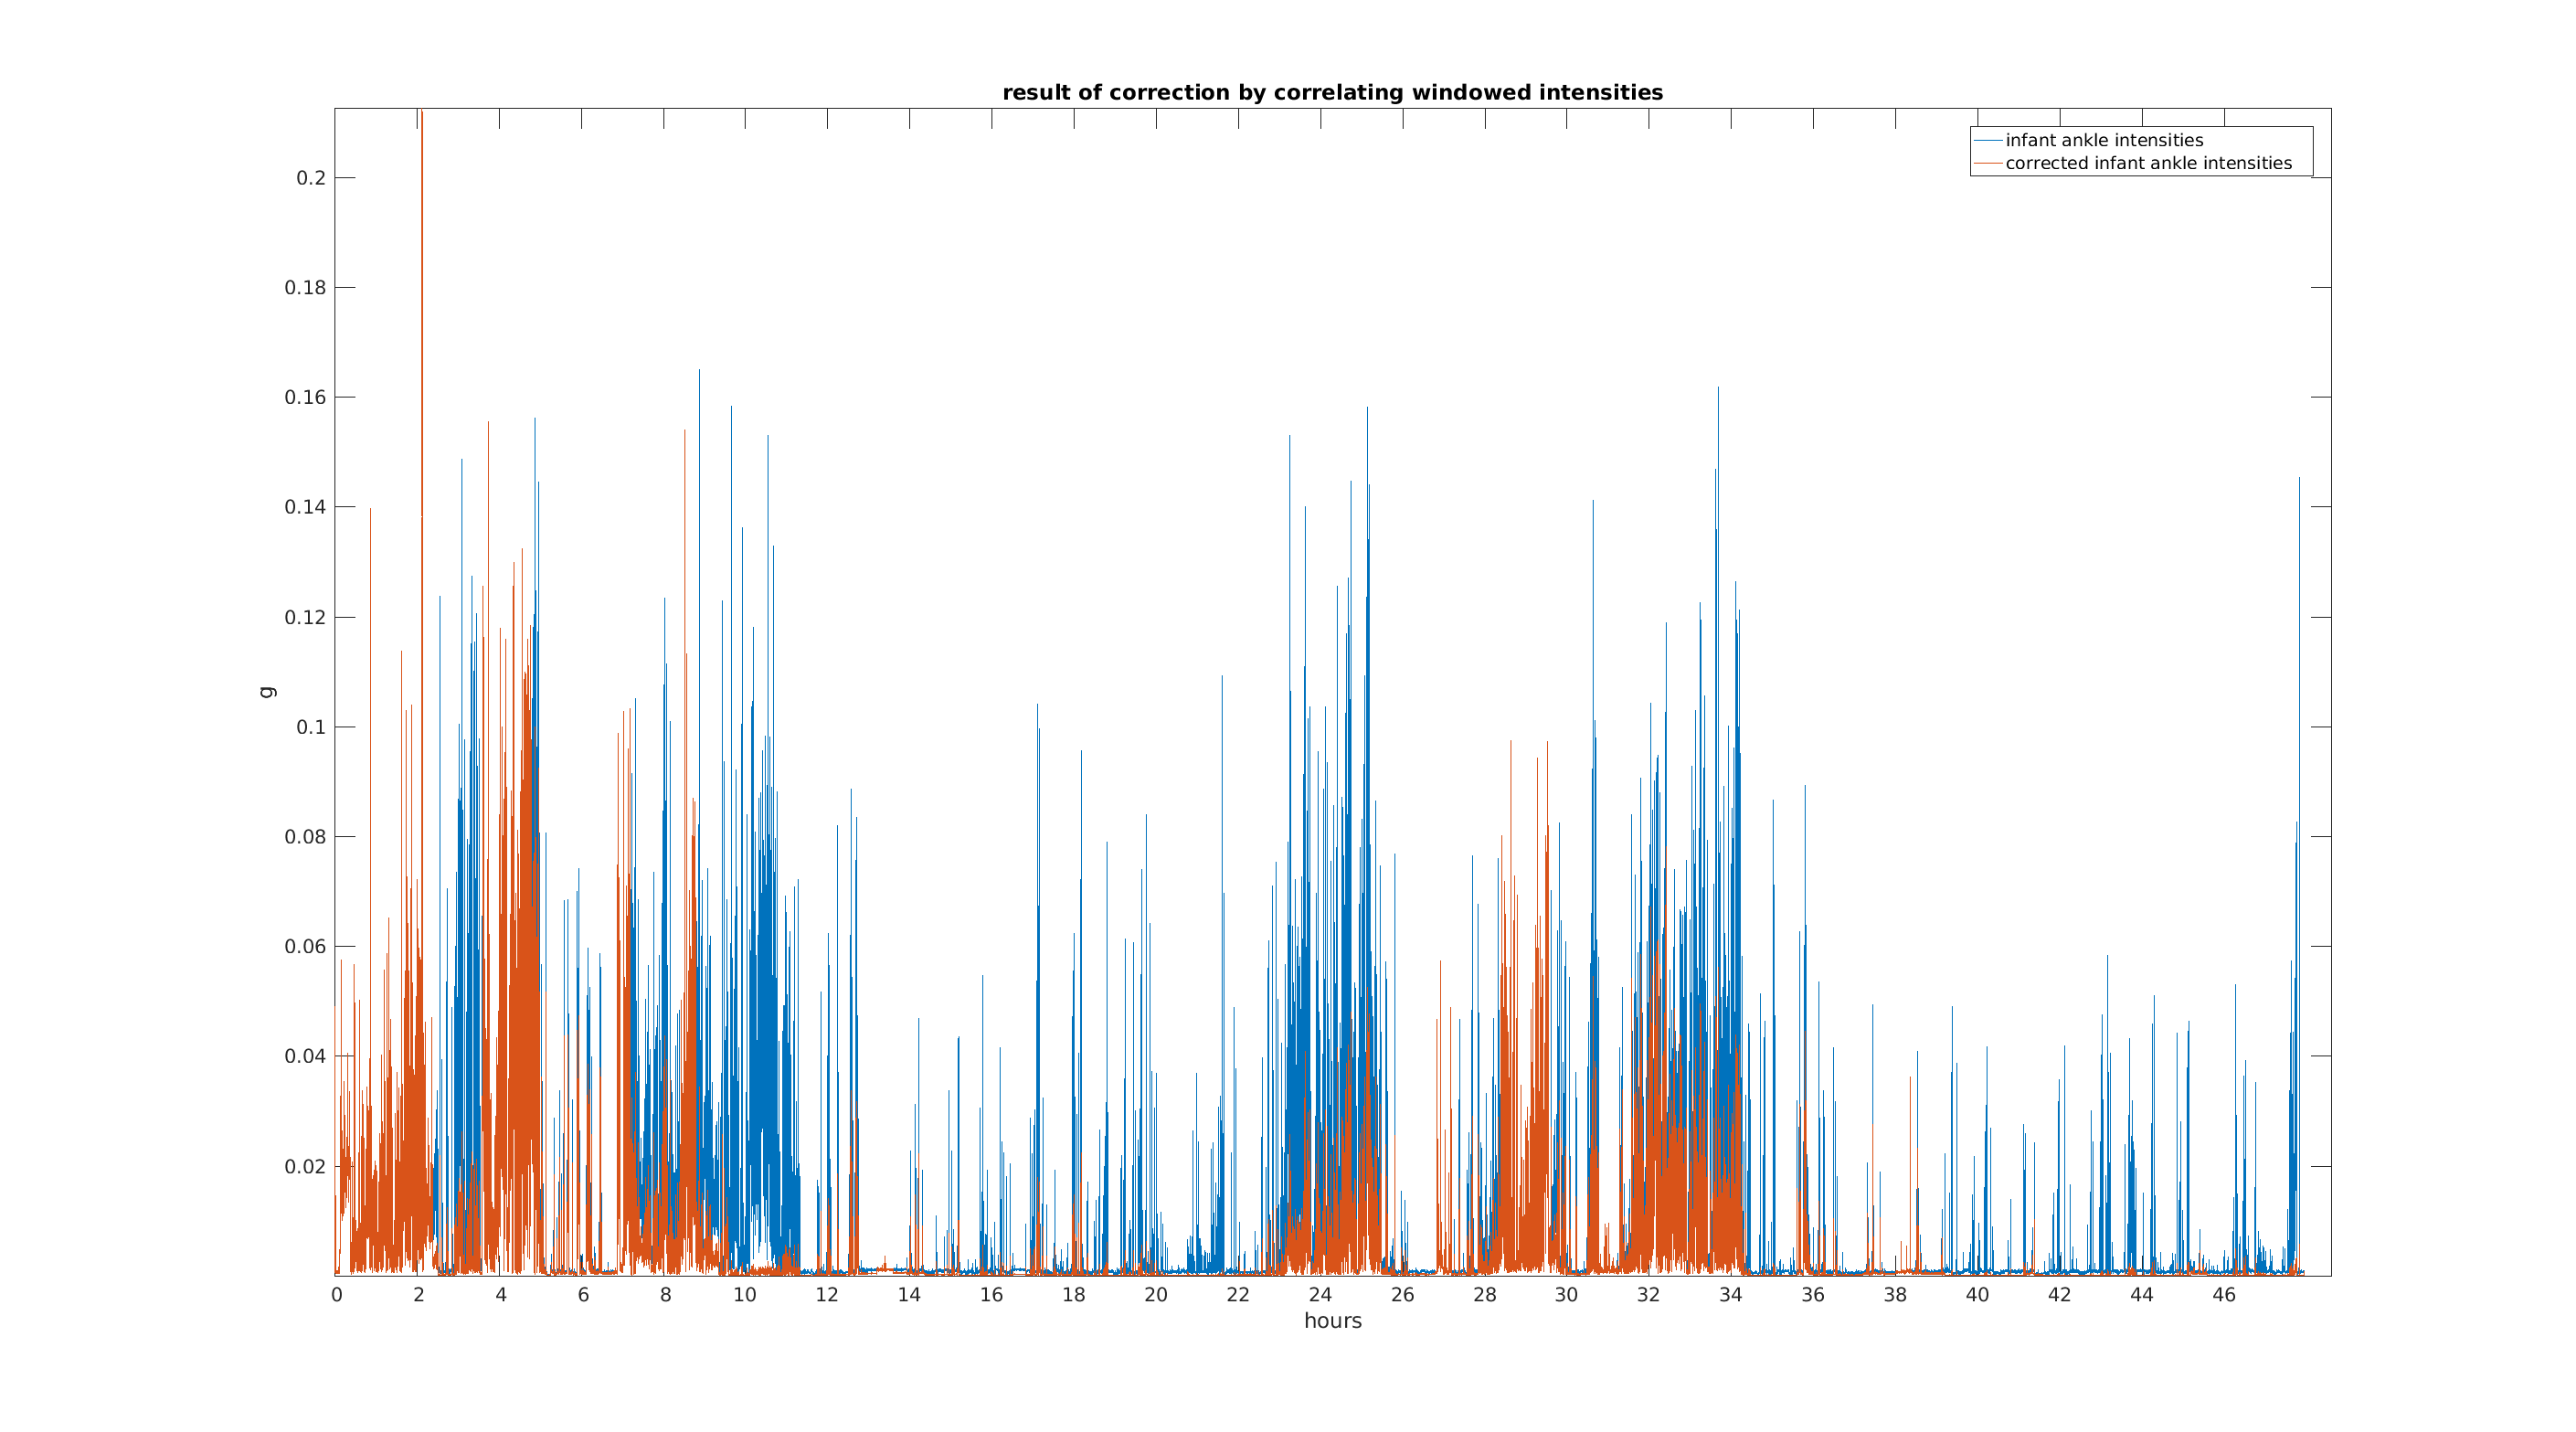 result of correction by correlating windowed intensities
infant ankle intensities
corrected infant ankle intensities
0.2
0.18
0.16
0.14
0.12
0.1
0.08
0.06
0.04
0.02
g
0 2 4 6 8 10 12 14 16 18 20 22 24 26 28 30 32 34 36 38 40 42 44 46
hours